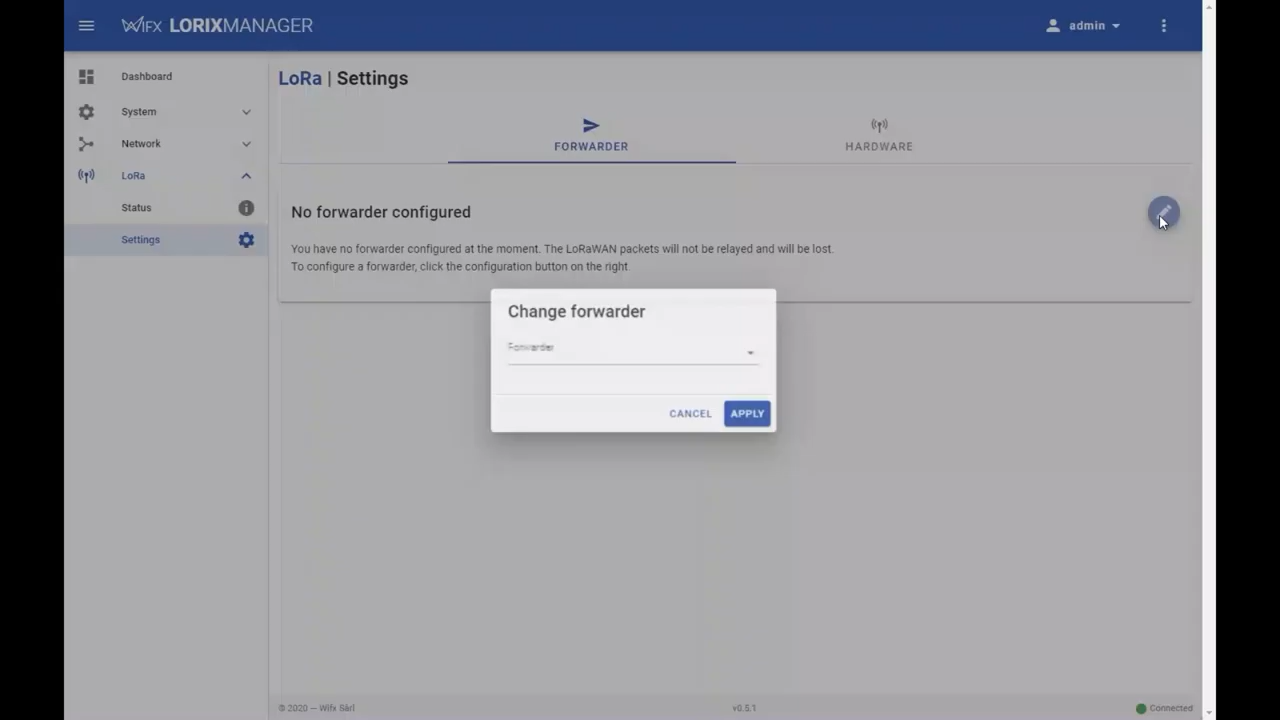 WIFX LORIXMANAGER
admin
Dashboard
System
Network
LoRa
Status
Settings
LoRa | Settings
FORWARDER
HARDWARE
No forwarder configured
You have no forwarder configured at the moment. The LoRaWAN packets will not be relayed and will be lost.
To configure a forwarder, click the configuration button on the right
Change forwarder
Forwarder
CANCEL
APPLY
© 2020 — Wifx Sàrl
v0.5.1
Connected